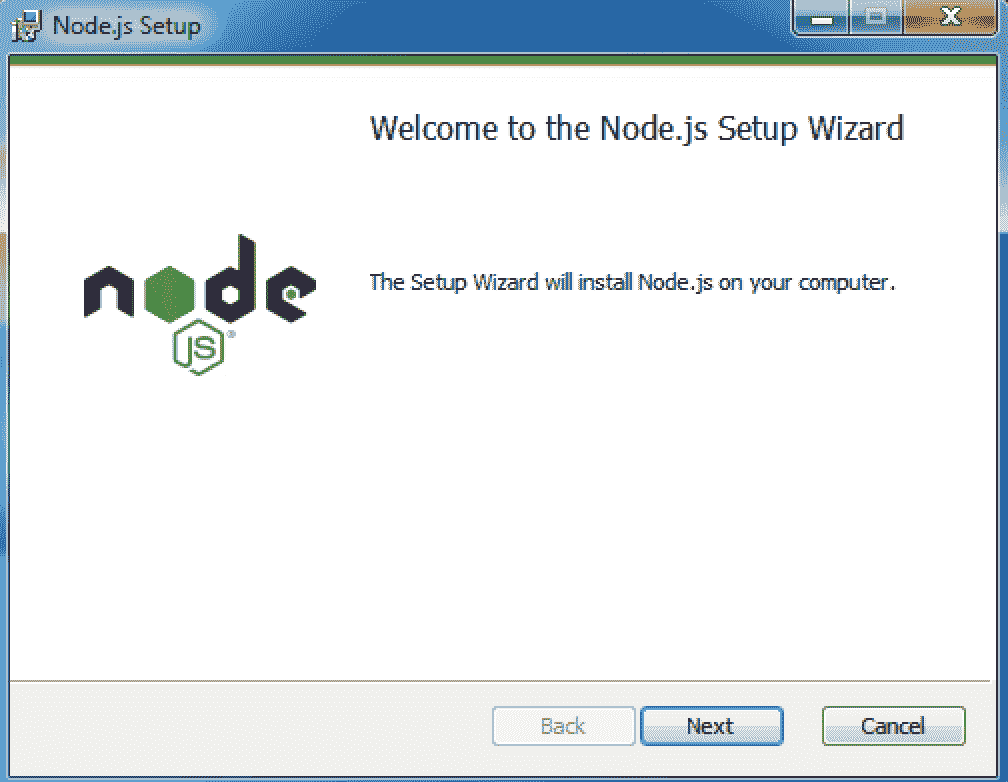 Node.js Setup
Welcome to the Node.js Setup Wizard
The Setup Wizard will install Node.js on your computer.
node
JS®
Back
Next
Cancel